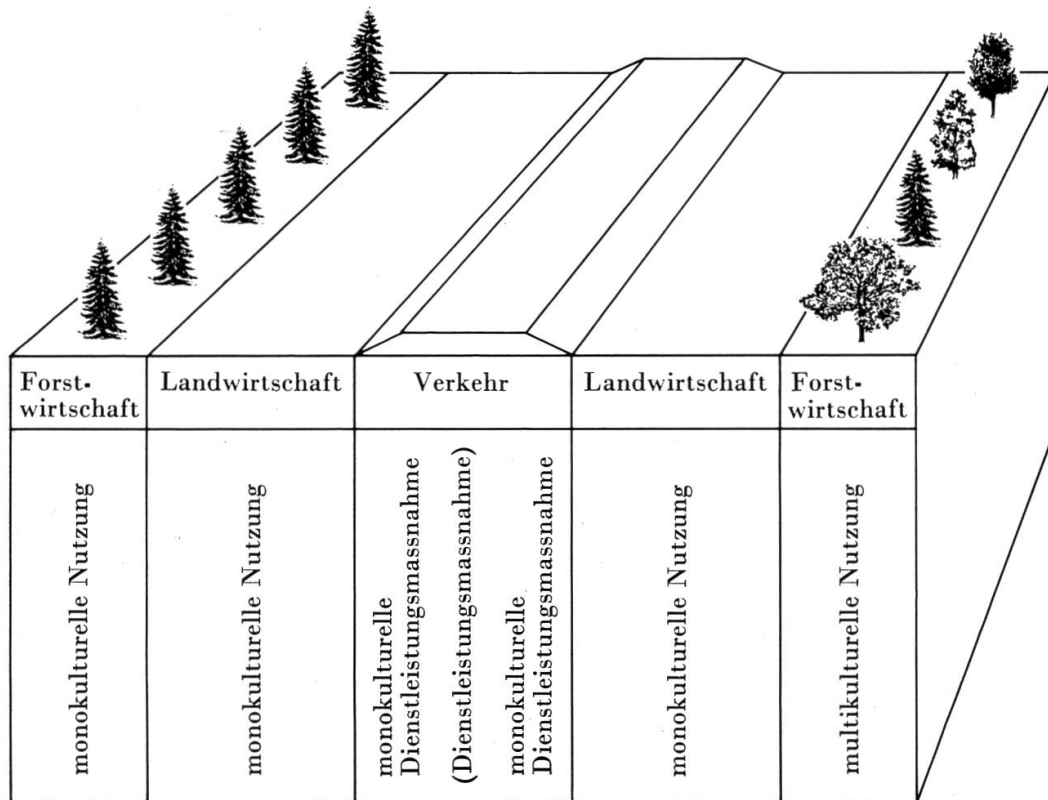 Forst-
wirtschaft
Landwirtschaft
Verkehr
Landwirtschaft
Forst-
wirtschaft
monokulturelle Nutzung
monokulturelle Nutzung
monokulturelle
Dienstleistungsmassnahme
(Dienstleistungsmassnahme)
monokulturelle
Dienstleistungsmassnahme
monokulturelle Nutzung
multikulturelle Nutzung